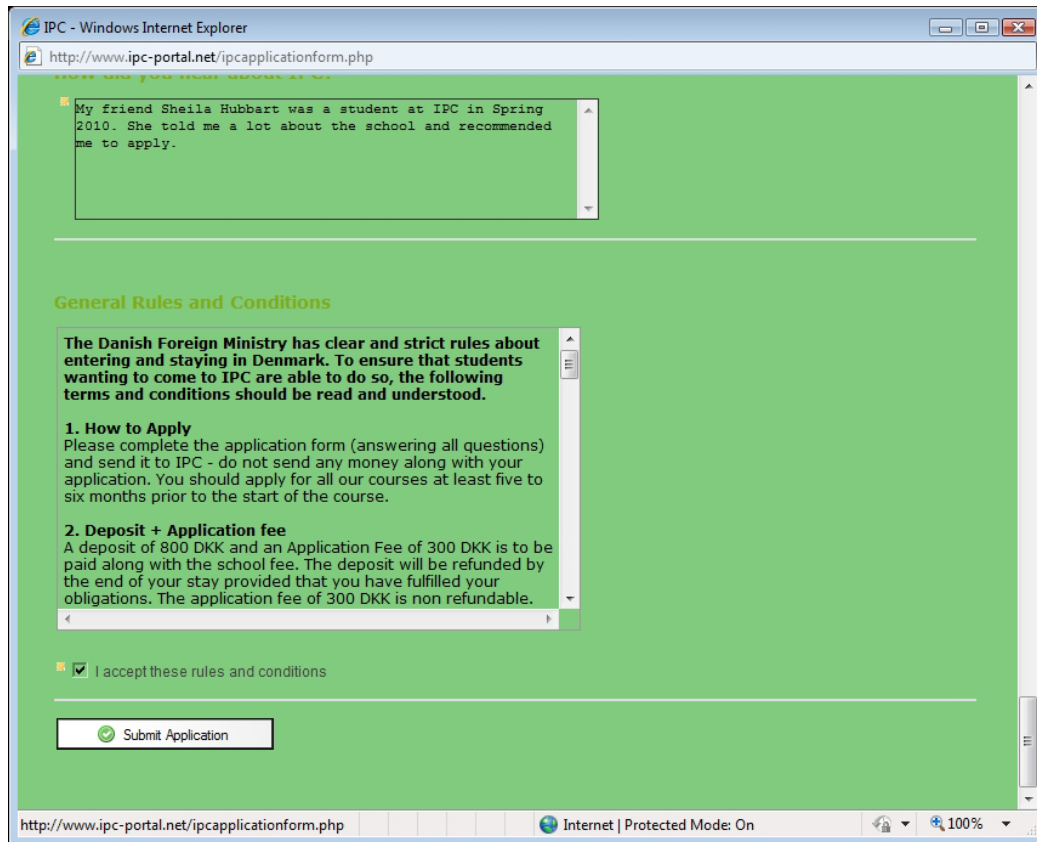 IPC - Windows Internet Explorer
http://www.ipc-portal.net/ipcapplicationform.php
How did you hear about IPC?
My friend Sheila Hubbart was a student at IPC in Spring
2010. She told me a lot about the school and recommended
me to apply.
General Rules and Conditions
The Danish Foreign Ministry has clear and strict rules about
entering and staying in Denmark. To ensure that students
wanting to come to IPC are able to do so, the following
terms and conditions should be read and understood.
1. How to Apply
Please complete the application form (answering all questions)
and send it to IPC - do not send any money along with your
application. You should apply for all our courses at least five to
six months prior to the start of the course.
2. Deposit + Application fee
A deposit of 800 DKK and an Application Fee of 300 DKK is to be
paid along with the school fee. The deposit will be refunded by
the end of your stay provided that you have fulfilled your
obligations. The application fee of 300 DKK is non refundable.
I accept these rules and conditions
Submit Application
http://www.ipc-portal.net/ipcapplicationform.php Internet | Protected Mode: On 100%